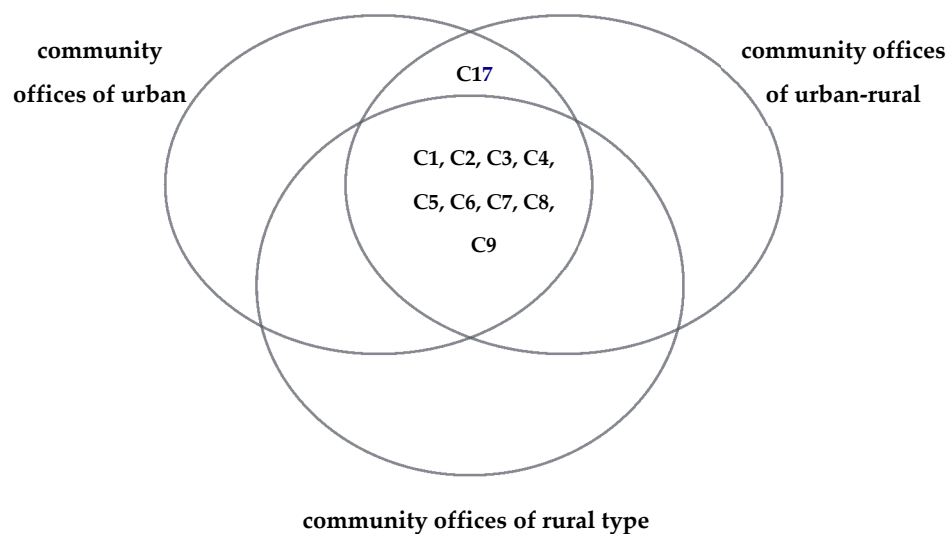 community
offices of urban
community offices
of urban-rural
C17
C1, C2, C3, C4,
C5, C6, C7, C8,
C9
community offices of rural type